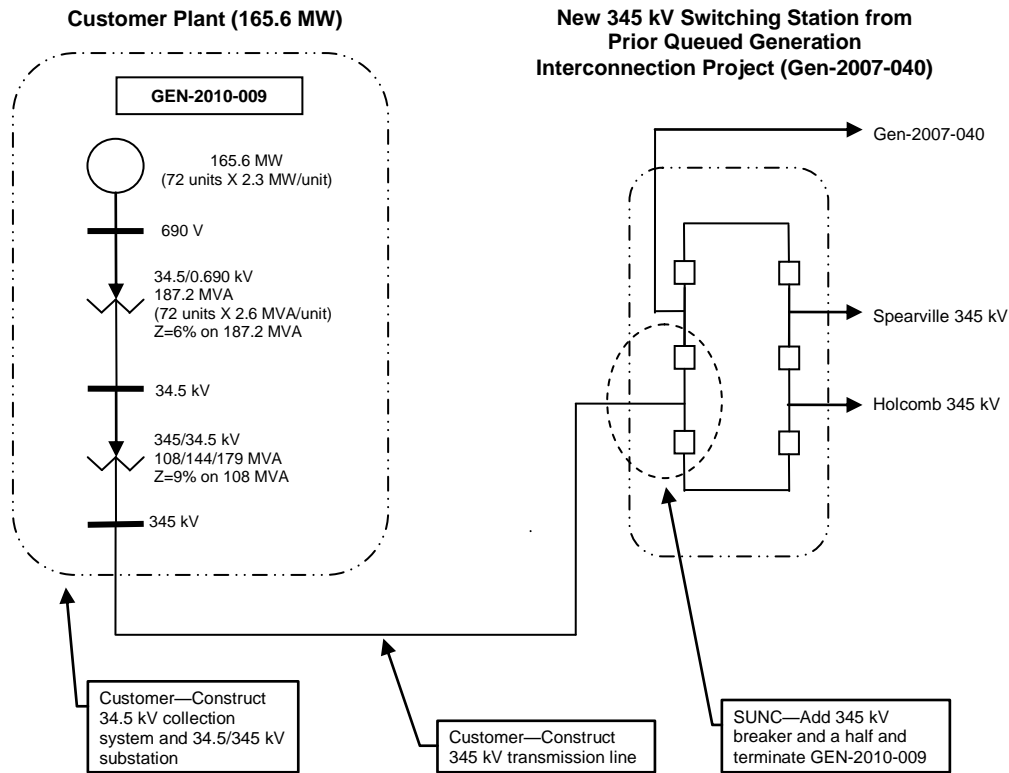 Customer Plant (165.6 MW)
New 345 kV Switching Station from
Prior Queued Generation
Interconnection Project (Gen-2007-040)
GEN-2010-009
165.6 MW
(72 units X 2.3 MW/unit)
690 V
34.5/0.690 kV
187.2 MVA
(72 units X 2.6 MVA/unit)
Z=6% on 187.2 MVA
34.5 kV
345/34.5 kV
108/144/179 MVA
Z=9% on 108 MVA
345 kV
Gen-2007-040
Spearville 345 kV
Holcomb 345 kV
Customer—Construct
34.5 kV collection
system and 34.5/345 kV
substation
Customer—Construct
345 kV transmission line
SUNC—Add 345 kV
breaker and a half and
terminate GEN-2010-009